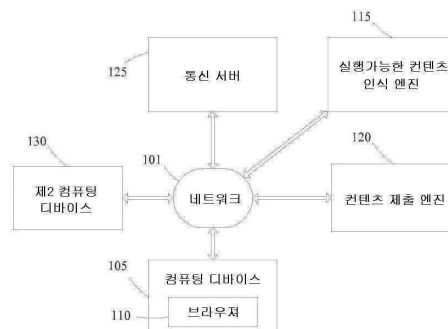 115
125
통신 서버
실행가능한 컨텐츠
인식 엔진
130
101
120
제2 컴퓨팅
디바이스
네트워크
컨텐츠 제출 엔진
105
컴퓨팅 디바이스
110
브라우져